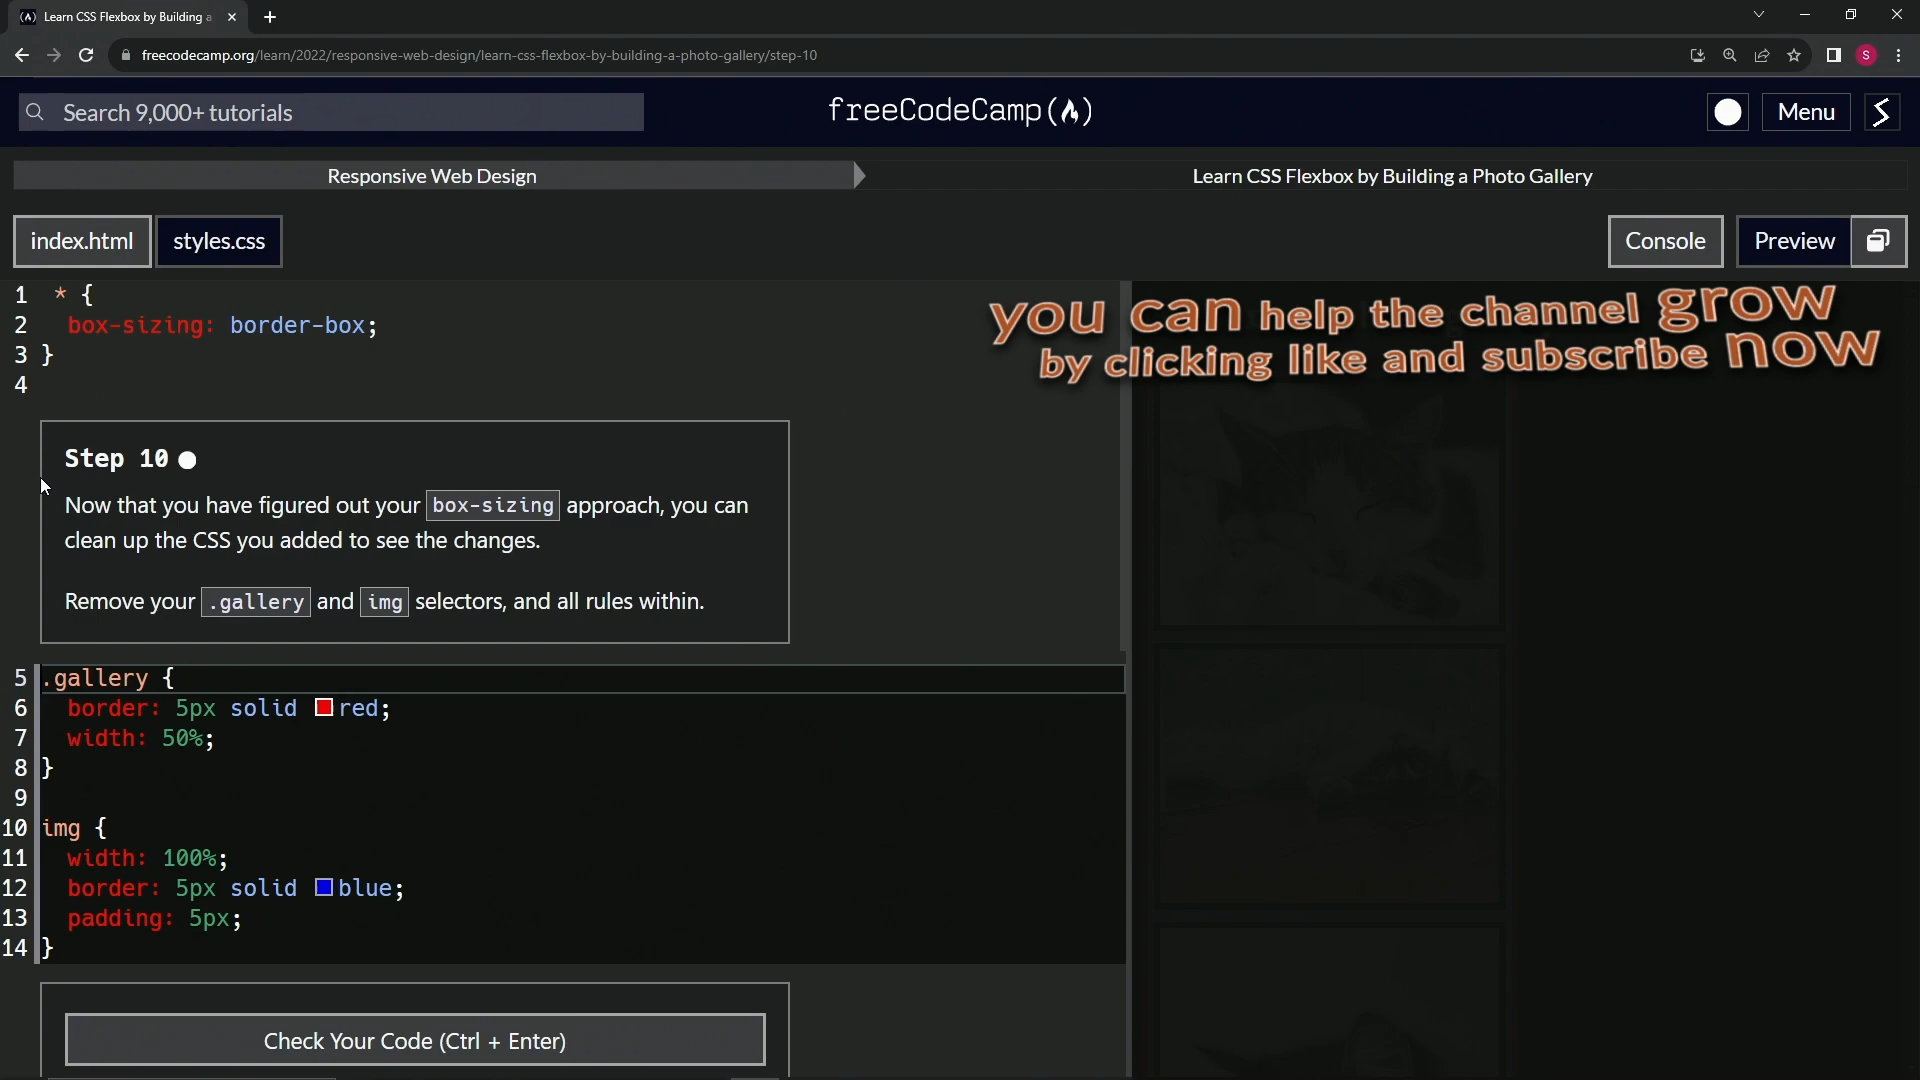 Learn CSS Flexbox by Building a
freecodecamp.org/learn/2022/responsive-web-design/learn-css-flexbox-by-building-a-photo-gallery/step-10
S
Search 9,000+ tutorials
freeCodeCamp(🔥)
Menu
Responsive Web Design
Learn CSS Flexbox by Building a Photo Gallery
index.html
styles.css
Console
Preview
you can help the channel grow
by clicking like and subscribe now
1 * {
2 box-sizing: border-box;
3 }
4
Step 10
Now that you have figured out your box-sizing approach, you can
clean up the CSS you added to see the changes.
Remove your .gallery and img selectors, and all rules within.
5 .gallery {
6 border: 5px solid red;
7 width: 50%;
8 }
9
10 img {
11 width: 100%;
12 border: 5px solid blue;
13 padding: 5px;
14 }
Check Your Code (Ctrl + Enter)